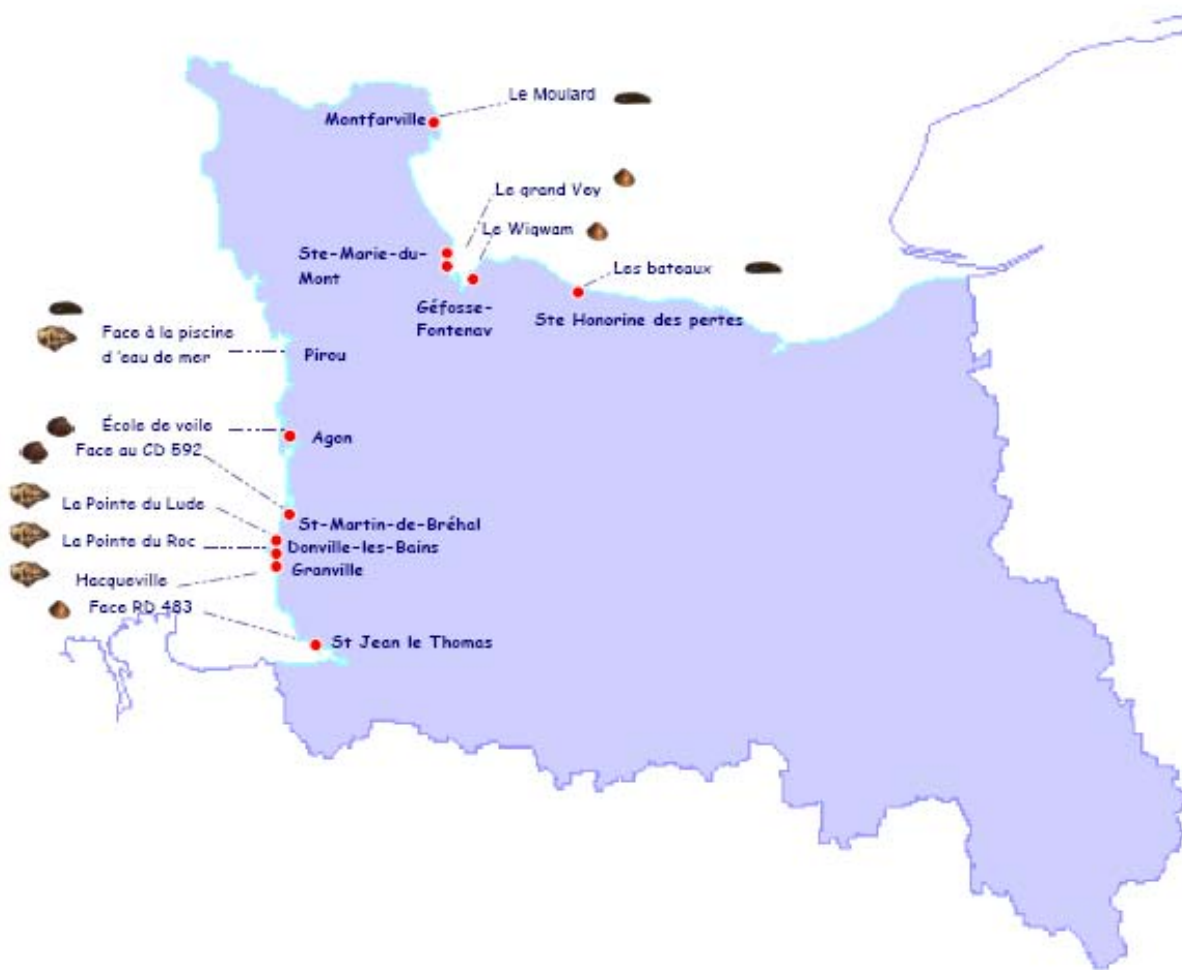 Le Moulard
Montfarville
Le grand Vey
Le Wigwam
Ste-Marie-du-
Mont
Les bateaux
Géfosse-
Fontenay
Ste Honorine des pertes
Face à la piscine
d'eau de mer
Pirou
École de voile
Agon
Face au CD 592
La Pointe du Lude
St-Martin-de-Bréhal
La Pointe du Roc
Donville-les-Bains
Hacqueville
Granville
Face RD 483
St Jean le Thomas